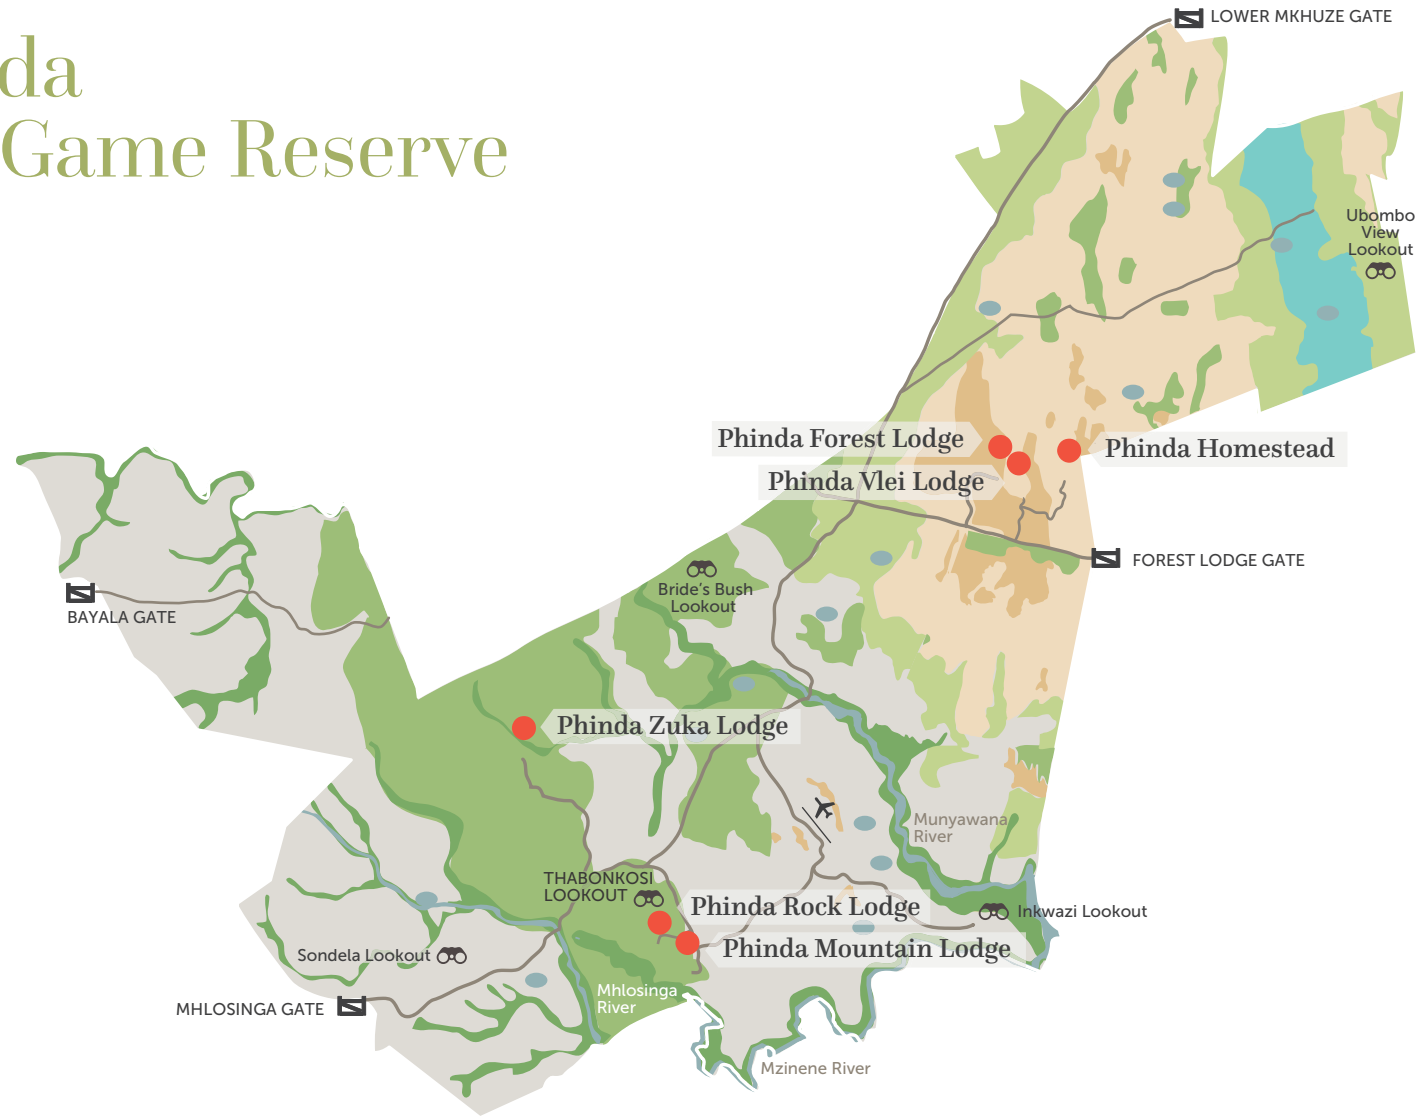 da
Game Reserve
LOWER MKHUZE GATE
Ubombo
View
Lookout
Phinda Forest Lodge
Phinda Homestead
Phinda Vlei Lodge
FOREST LODGE GATE
Bride's Bush
Lookout
BAYALA GATE
Phinda Zuka Lodge
Munyawana
River
THABONKOSI
LOOKOUT
Phinda Rock Lodge
Inkwazi Lookout
Phinda Mountain Lodge
Sondela Lookout
Mhlosinga
River
MHLOSINGA GATE
Mzinene River